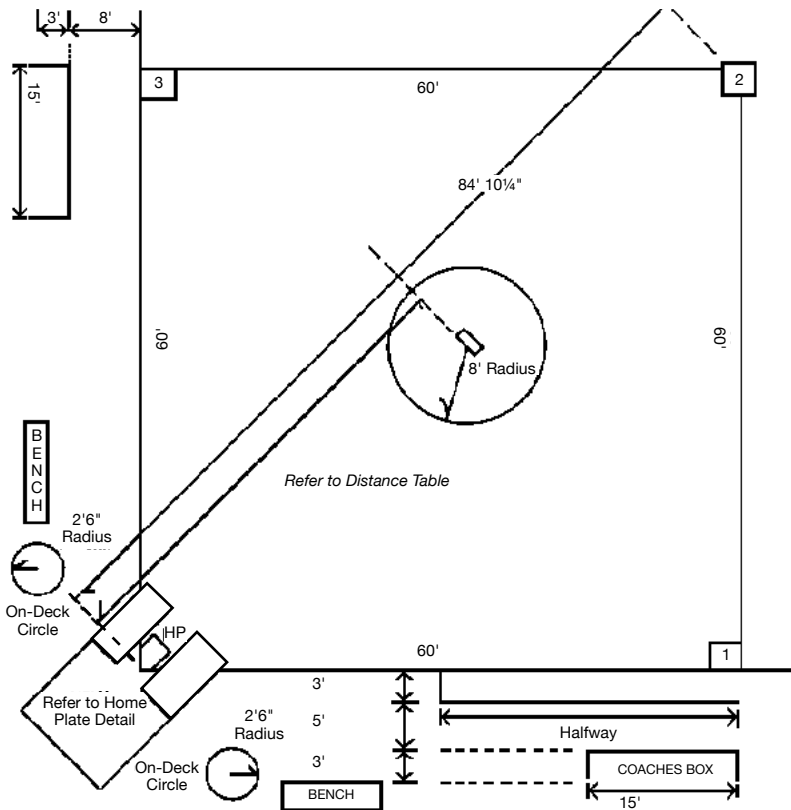 3' 8'
15'
3
60'
2
84' 10¼"
60'
60'
8' Radius
BENCH
Refer to Distance Table
2'6"
Radius
On-Deck
Circle
HP
60'
1
Refer to Home
Plate Detail
3'
5'
3'
2'6"
Radius
On-Deck
Circle
BENCH
Halfway
COACHES BOX
15'